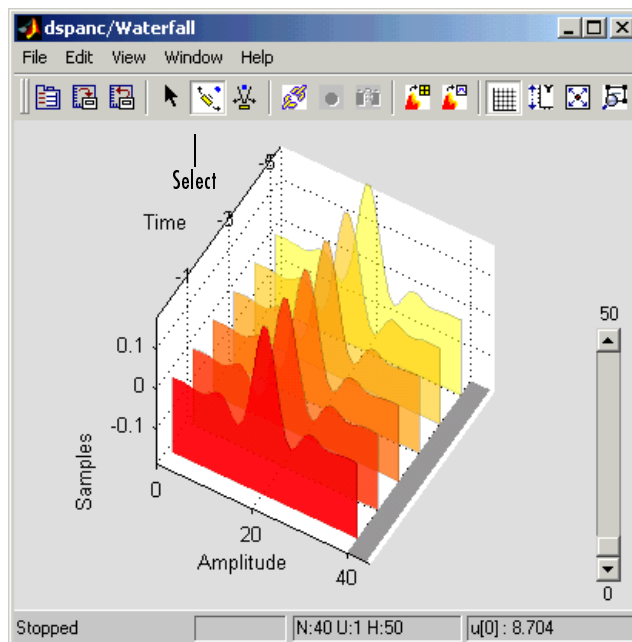 dspanc/Waterfall
File Edit View Window Help
Select
-5
Time
-3
-1
50
0.1
0
-0.1
Samples
0
20
Amplitude
40
0
Stopped
N:40 U:1 H:50
u[0] : 8.704